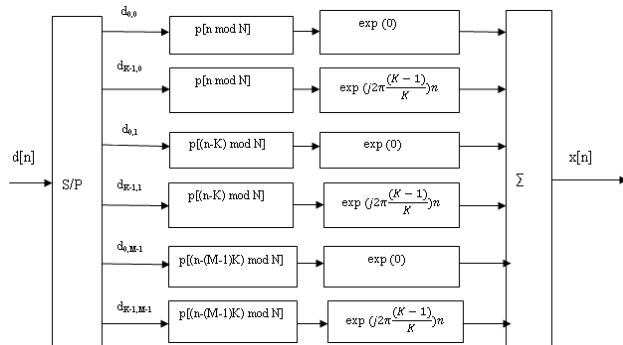 d[n]
S/P
d0,0
p[n mod N]
exp (0)
dK-1,0
p[n mod N]
exp (j2π(K − 1)/K)n
d0,1
p[(n-K) mod N]
exp (0)
dK-1,1
p[(n-K) mod N]
exp (j2π(K − 1)/K)n
d0,M-1
p[(n-(M-1)K) mod N]
exp (0)
dK-1,M-1
p[(n-(M-1)K) mod N]
exp (j2π(K − 1)/K)n
Σ
x[n]